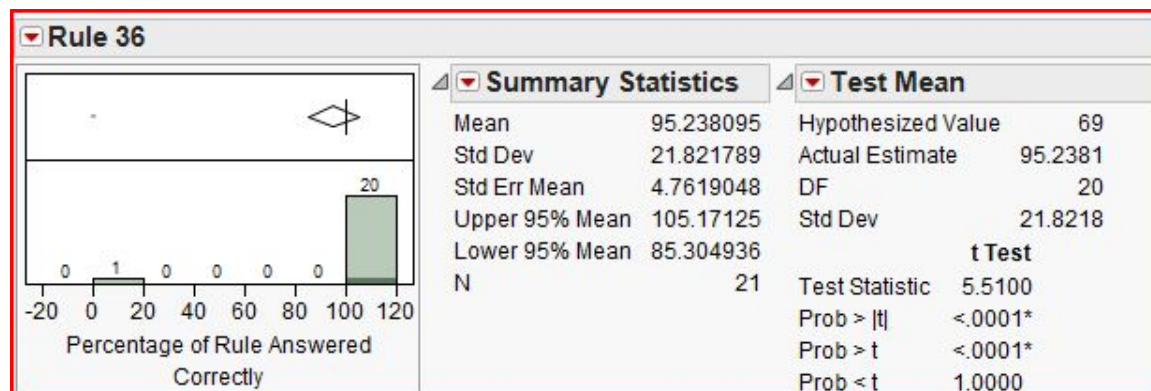 Rule 36
20
0 1 0 0 0 0
-20 0 20 40 60 80 100 120
Percentage of Rule Answered
Correctly
Summary Statistics
Mean 95.238095
Std Dev 21.821789
Std Err Mean 4.7619048
Upper 95% Mean 105.17125
Lower 95% Mean 85.304936
N 21
Test Mean
Hypothesized Value 69
Actual Estimate 95.2381
DF 20
Std Dev 21.8218
t Test
Test Statistic 5.5100
Prob > |t| <.0001*
Prob > t <.0001*
Prob < t 1.0000